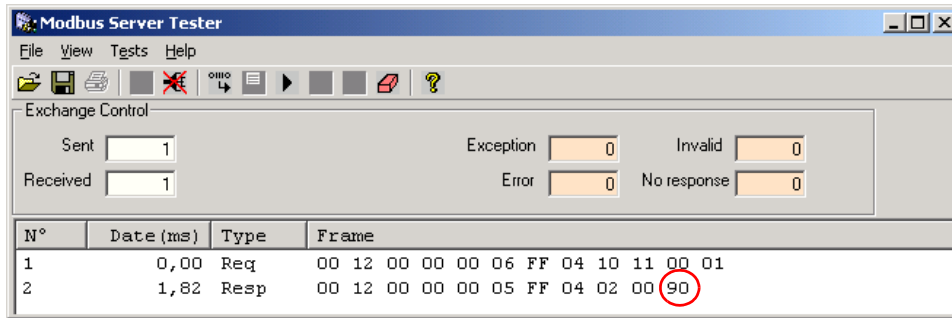 Modbus Server Tester
File View Tests Help
Exchange Control
Sent 1 Exception 0 Invalid 0
Received 1 Error 0 No response 0
N° Date (ms) Type Frame
1 0,00 Req 00 12 00 00 00 06 FF 04 10 11 00 01
2 1,82 Resp 00 12 00 00 00 05 FF 04 02 00 90